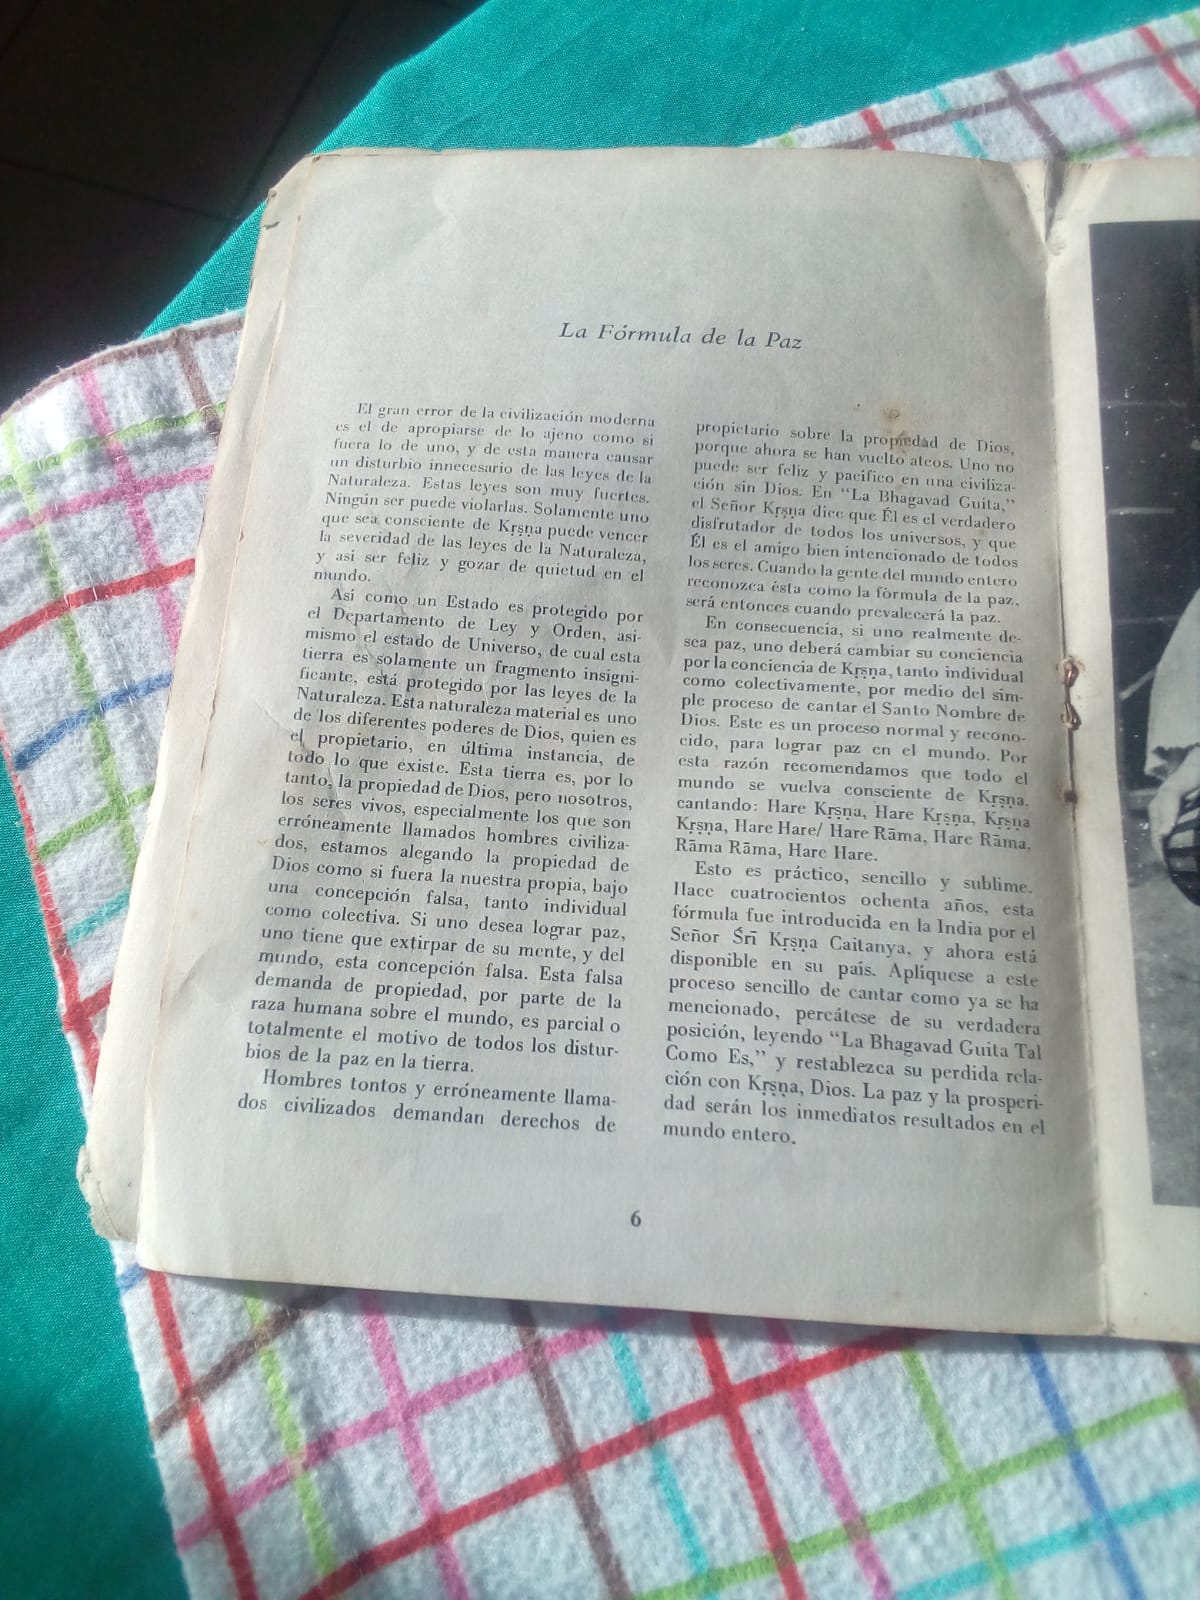 La Fórmula de la Paz
El gran error de la civilización moderna
es el de apropiarse de lo ajeno como si
fuera lo de uno, y de esta manera causar
un disturbio innecesario de las leyes de la
Naturaleza. Estas leyes son muy fuertes.
Ningún ser puede violarlas. Solamente uno
que sea consciente de Kṛṣṇa puede vencer
la severidad de las leyes de la Naturaleza,
y así ser feliz y gozar de quietud en el
mundo.
Así como un Estado es protegido por
el Departamento de Ley y Orden, asi-
mismo el estado de Universo, de cual esta
tierra es solamente un fragmento insigni-
ficante, está protegido por las leyes de la
Naturaleza. Esta naturaleza material es uno
de los diferentes poderes de Dios, quien es
el propietario, en última instancia, de
todo lo que existe. Esta tierra es, por lo
tanto, la propiedad de Dios, pero nosotros,
los seres vivos, especialmente los que son
erróneamente llamados hombres civiliza-
dos, estamos alegando la propiedad de
Dios como si fuera la nuestra propia, bajo
una concepción falsa, tanto individual
como colectiva. Si uno desea lograr paz,
uno tiene que extirpar de su mente, y del
mundo, esta concepción falsa. Esta falsa
demanda de propiedad, por parte de la
raza humana sobre el mundo, es parcial o
totalmente el motivo de todos los distur-
bios de la paz en la tierra.
Hombres tontos y erróneamente llama-
dos civilizados demandan derechos de
propietario sobre la propiedad de Dios,
porque ahora se han vuelto ateos. Uno no
puede ser feliz y pacífico en una civiliza-
ción sin Dios. En “La Bhagavad Guita,”
el Señor Kṛṣṇa dice que Él es el verdadero
disfrutador de todos los universos, y que
Él es el amigo bien intencionado de todos
los seres. Cuando la gente del mundo entero
reconozca ésta como la fórmula de la paz,
será entonces cuando prevalecerá la paz.
En consecuencia, si uno realmente de-
sea paz, uno deberá cambiar su conciencia
por la conciencia de Kṛṣṇa, tanto individual
como colectivamente, por medio del sim-
ple proceso de cantar el Santo Nombre de
Dios. Este es un proceso normal y recono-
cido, para lograr paz en el mundo. Por
esta razón recomendamos que todo el
mundo se vuelva consciente de Kṛṣṇa,
cantando: Hare Kṛṣṇa, Hare Kṛṣṇa, Kṛṣṇa
Kṛṣṇa, Hare Hare/ Hare Rāma, Hare Rāma,
Rāma Rāma, Hare Hare.
Esto es práctico, sencillo y sublime.
Hace cuatrocientos ochenta años, esta
fórmula fue introducida en la India por el
Señor Śrī Kṛṣṇa Caitanya, y ahora está
disponible en su país. Aplíquese a este
proceso sencillo de cantar como ya se ha
mencionado, percátese de su verdadera
posición, leyendo “La Bhagavad Guita Tal
Como Es,” y restablezca su perdida rela-
ción con Kṛṣṇa, Dios. La paz y la prosperi-
dad serán los inmediatos resultados en el
mundo entero.
6